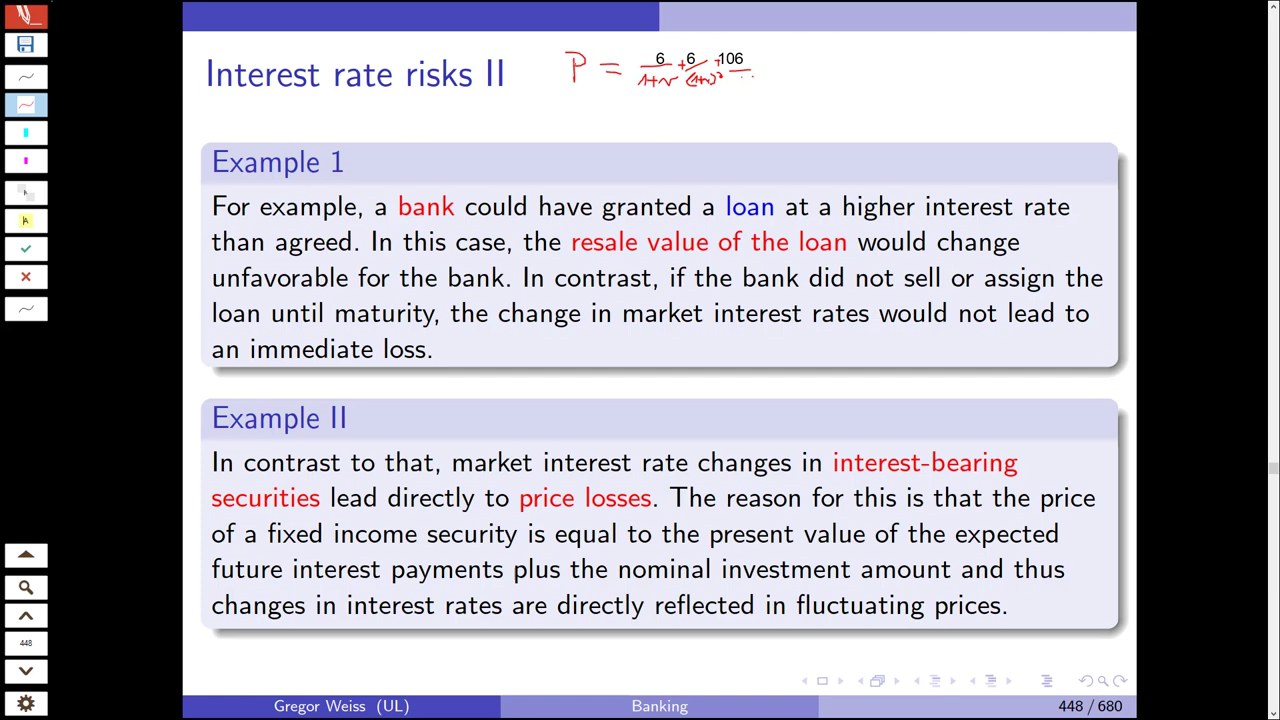 Interest rate risks II
P = 6/1+r + 6/(1+r)² + 106/...
Example 1
For example, a bank could have granted a loan at a higher interest rate
than agreed. In this case, the resale value of the loan would change
unfavorable for the bank. In contrast, if the bank did not sell or assign the
loan until maturity, the change in market interest rates would not lead to
an immediate loss.
Example II
In contrast to that, market interest rate changes in interest-bearing
securities lead directly to price losses. The reason for this is that the price
of a fixed income security is equal to the present value of the expected
future interest payments plus the nominal investment amount and thus
changes in interest rates are directly reflected in fluctuating prices.
448
Gregor Weiss (UL) Banking 448 / 680